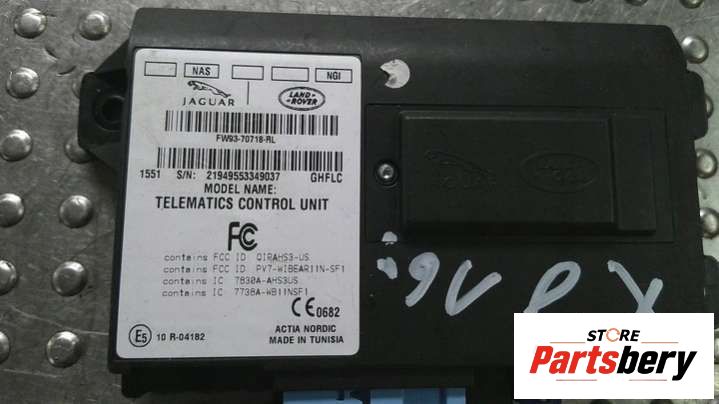 NAS NGI
JAGUAR LAND ROVER
FW93-70718-RL
1551 S/N: 21949553349037 GHFLC
MODEL NAME:
TELEMATICS CONTROL UNIT
FC
contains FCC ID QIRAHS3-US
contains FCC ID PV7-WIBEAR11N-SF1
contains IC 7830A-AHS3US
contains IC 7738A-WB11NSF1
CE 0682
E5 10 R-04182
ACTIA NORDIC
MADE IN TUNISIA
JAGUAR
STORE
Partsbery